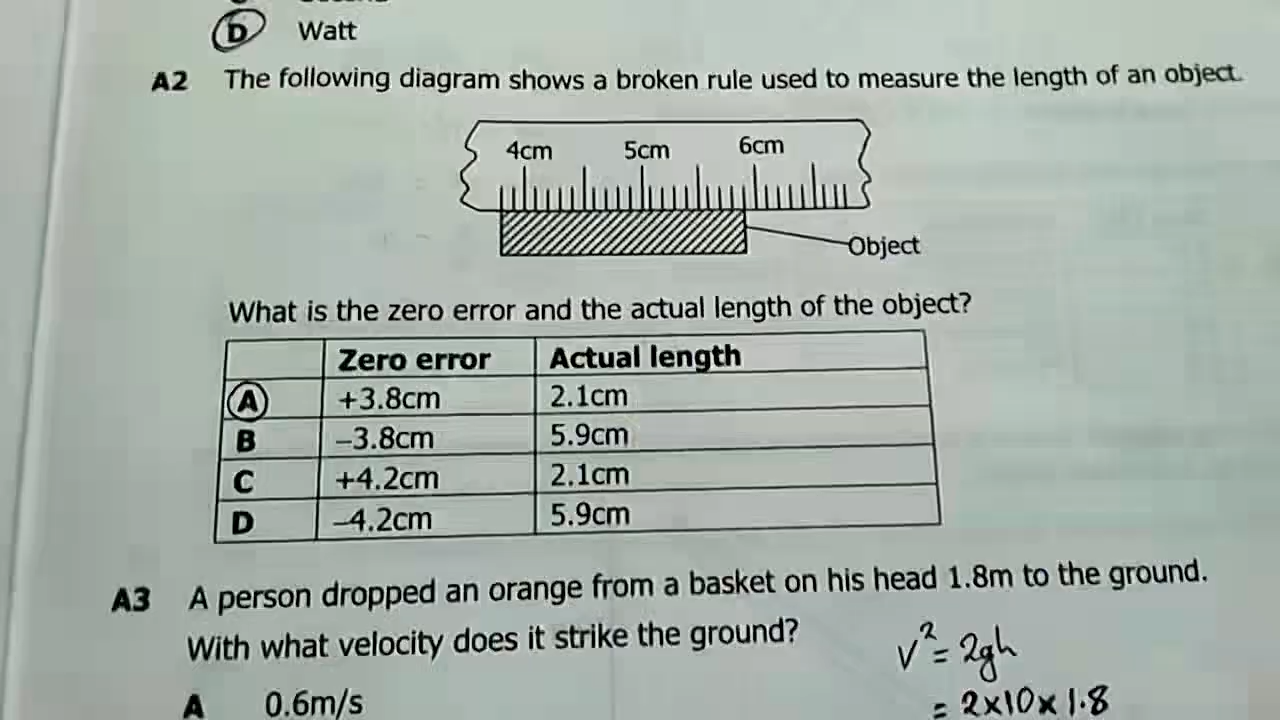 D Watt
A2 The following diagram shows a broken rule used to measure the length of an object.
4cm 5cm 6cm
Object
What is the zero error and the actual length of the object?
Zero error Actual length
A +3.8cm 2.1cm
B –3.8cm 5.9cm
C +4.2cm 2.1cm
D –4.2cm 5.9cm
A3 A person dropped an orange from a basket on his head 1.8m to the ground.
With what velocity does it strike the ground?
v² = 2gh
A 0.6m/s
= 2×10×1.8